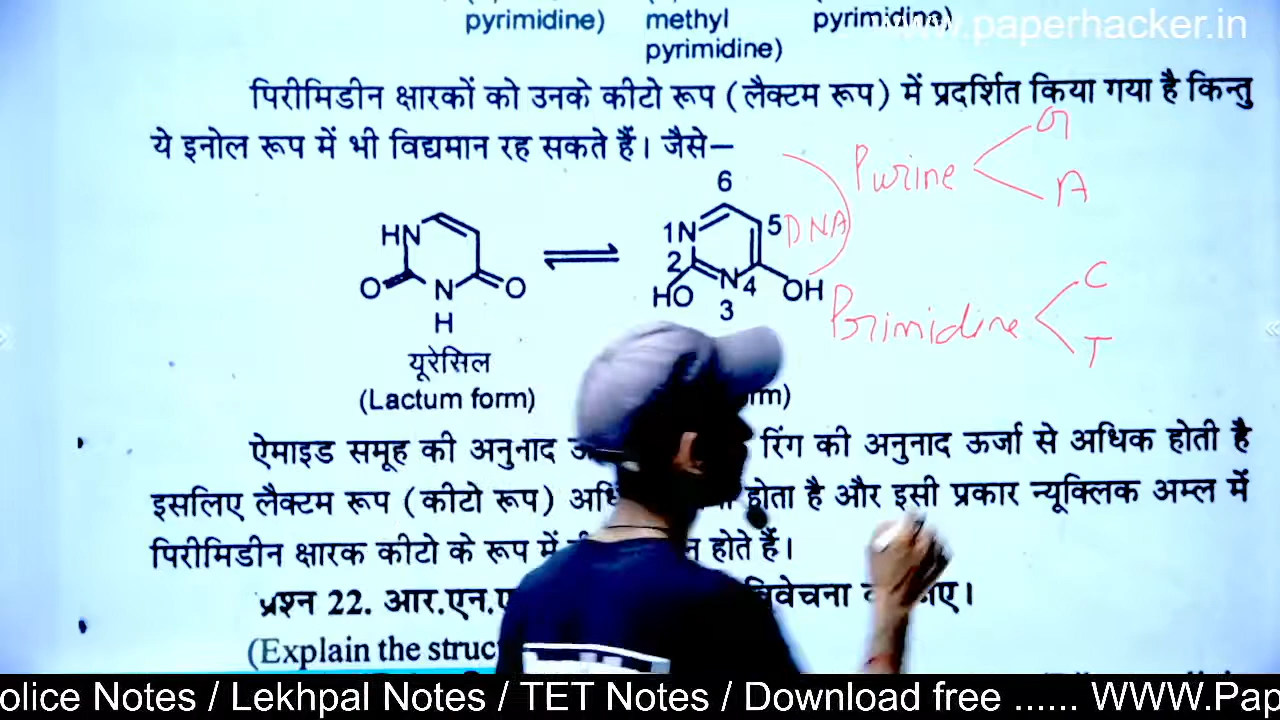 pyrimidine) methyl pyrimidine)
pyrimidine)
www.paperhacker.in
पिरीमिडीन क्षारकों को उनके कीटो रूप (लैक्टम रूप) में प्रदर्शित किया गया है किन्तु
ये इनोल रूप में भी विद्यमान रह सकते हैं। जैसे–
HN O N H O
यूरेसिल
(Lactum form)
6
1N 5
2
HO N 4 OH
3
DNA
Purine G
A
Primidine C
T
ऐमाइड समूह की अनुनाद रिंग की अनुनाद ऊर्जा से अधिक होती है
इसलिए लैक्टम रूप (कीटो रूप) होता है और इसी प्रकार न्यूक्लिक अम्ल में
पिरीमिडीन क्षारक कीटो के रूप में होते हैं।
प्रश्न 22. आर.एन.ए
(Explain the struc
olice Notes / Lekhpal Notes / TET Notes / Download free ...... WWW.Pap